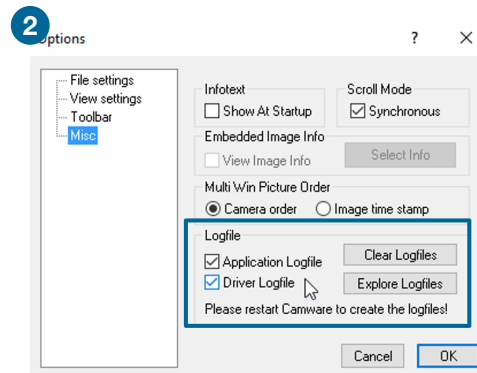 2
Options
?
File settings
View settings
Toolbar
Misc
Infotext
Show At Startup
Scroll Mode
Synchronous
Embedded Image Info
View Image Info
Select Info
Multi Win Picture Order
Camera order
Image time stamp
Logfile
Application Logfile
Clear Logfiles
Driver Logfile
Explore Logfiles
Please restart Camware to create the logfiles!
Cancel
OK